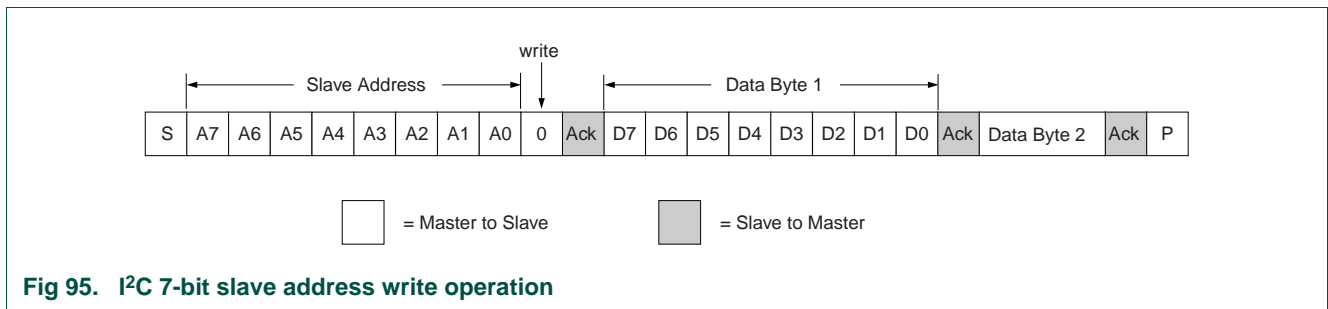 write
Slave Address
Data Byte 1
S A7 A6 A5 A4 A3 A2 A1 A0 0 Ack D7 D6 D5 D4 D3 D2 D1 D0 Ack Data Byte 2 Ack P
= Master to Slave
= Slave to Master
Fig 95. I²C 7-bit slave address write operation